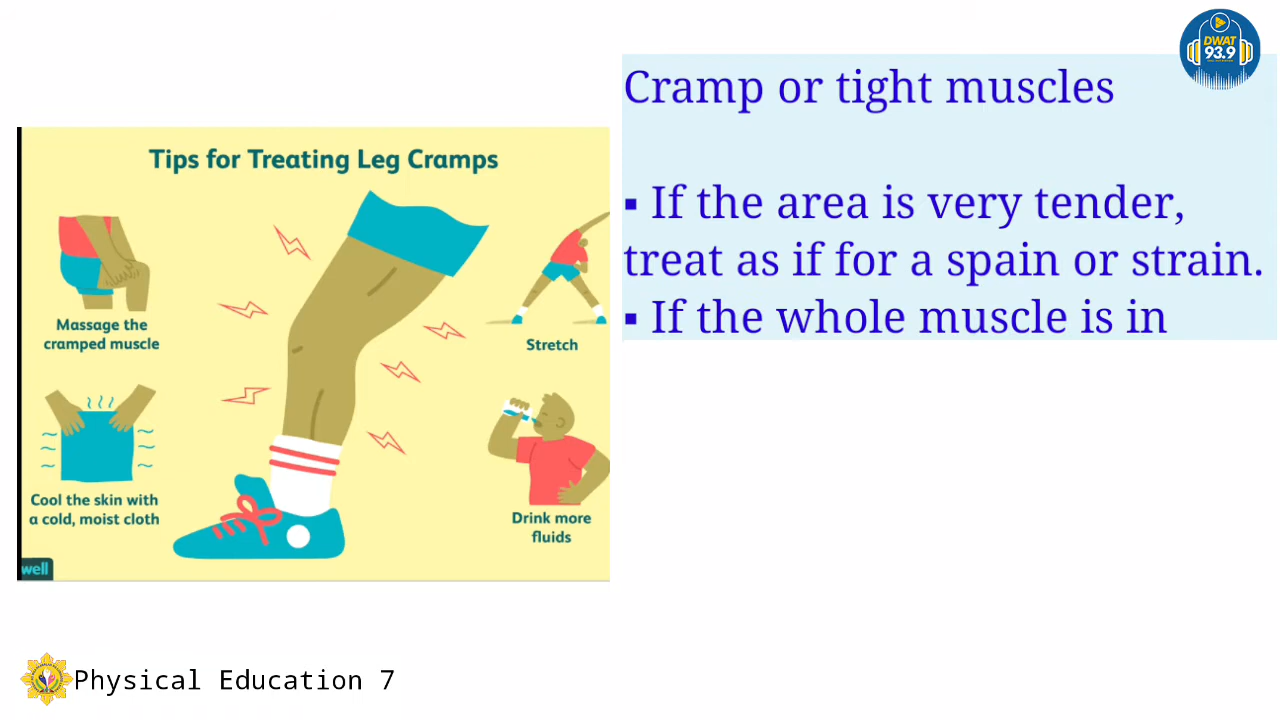 DWAT
93.9
Cramp or tight muscles
▪ If the area is very tender,
treat as if for a spain or strain.
▪ If the whole muscle is in
Tips for Treating Leg Cramps
Massage the
cramped muscle
Stretch
Cool the skin with
a cold, moist cloth
Drink more
fluids
well
Physical Education 7